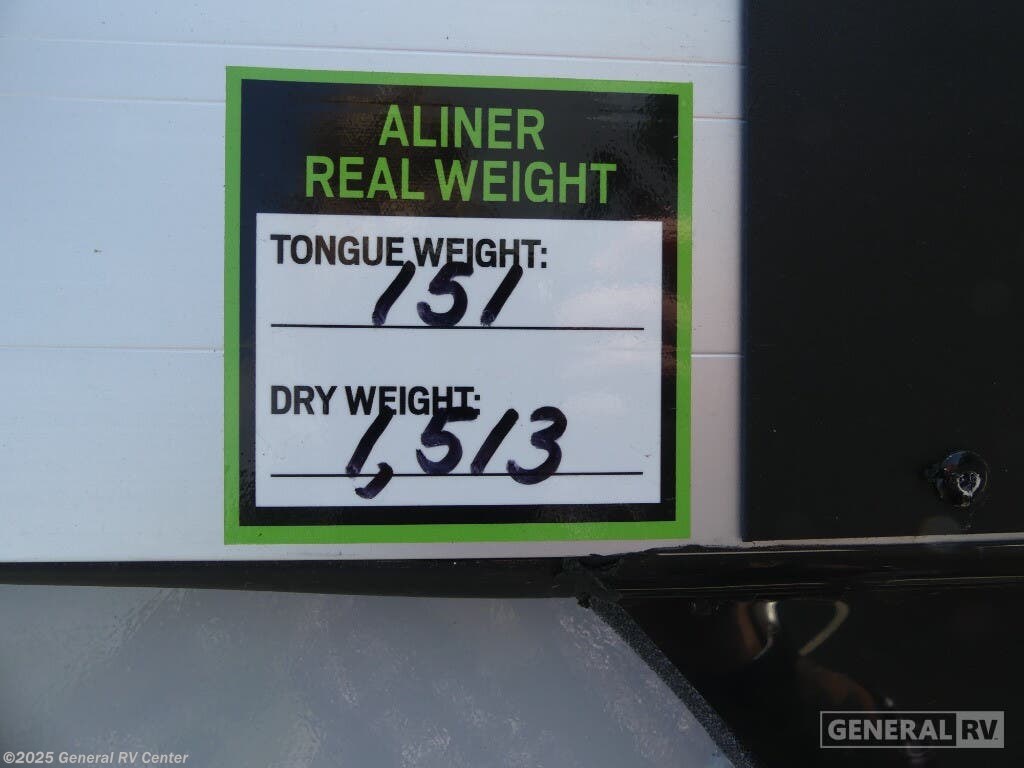 ALINER
REAL WEIGHT
TONGUE WEIGHT:
151
DRY WEIGHT:
1,513
GENERAL RV
©2025 General RV Center